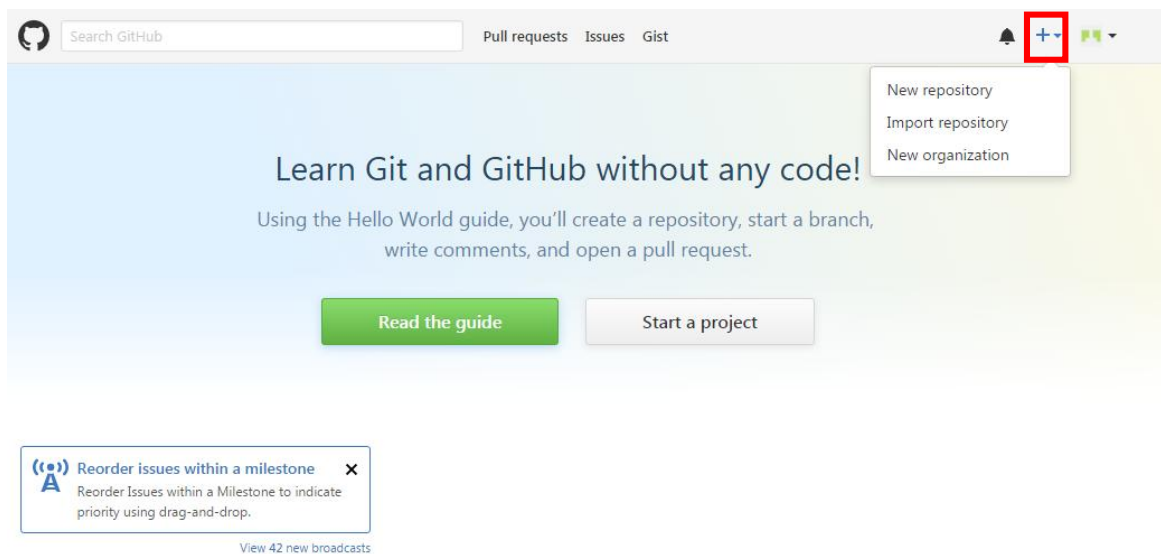 Search GitHub
Pull requests Issues Gist
New repository
Import repository
New organization
Learn Git and GitHub without any code!
Using the Hello World guide, you'll create a repository, start a branch,
write comments, and open a pull request.
Read the guide
Start a project
Reorder issues within a milestone
Reorder Issues within a Milestone to indicate
priority using drag-and-drop.
View 42 new broadcasts